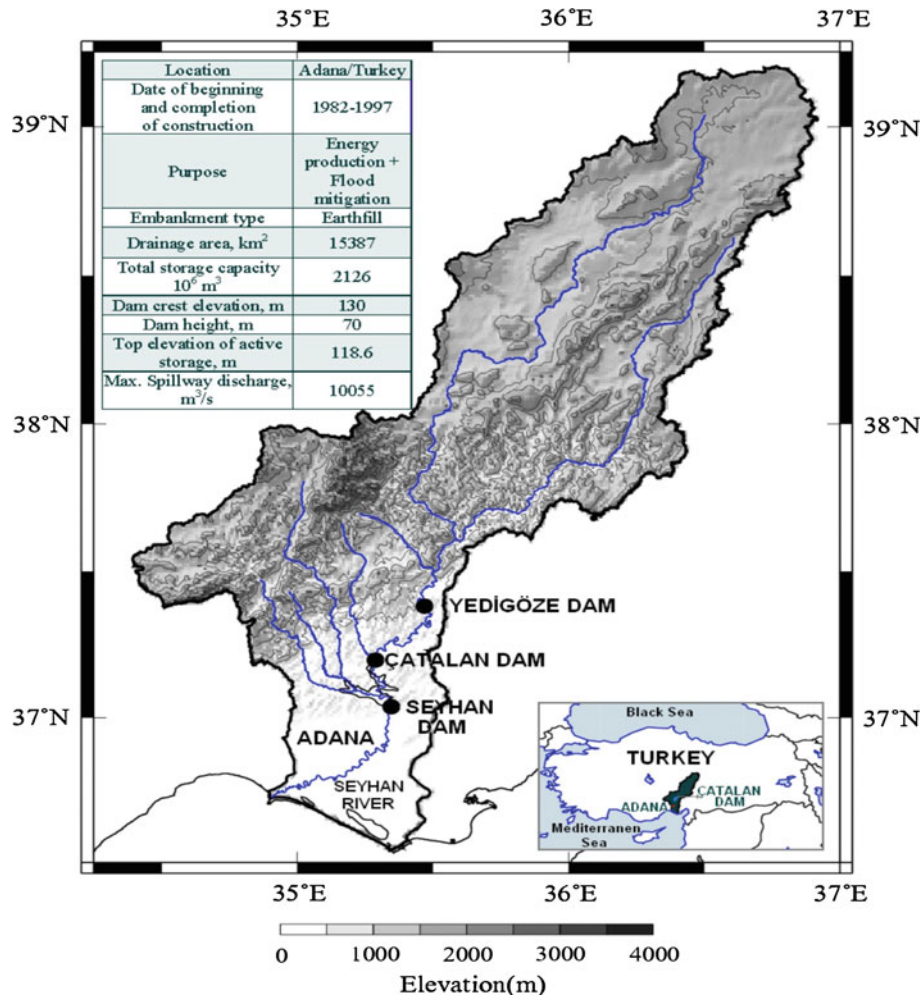 35°E 36°E 37°E
Location Adana/Turkey
Date of beginning
and completion
of construction
1982-1997
Purpose
Energy
production +
Flood
mitigation
Embankment type Earthfill
Drainage area, km² 15387
Total storage capacity
10⁶ m³
2126
Dam crest elevation, m 130
Dam height, m 70
Top elevation of active
storage, m
118.6
Max. Spillway discharge,
m³/s
10055
39°N 39°N
38°N 38°N
YEDİGÖZE DAM
ÇATALAN DAM
37°N 37°N
SEYHAN
DAM
ADANA
SEYHAN
RIVER
Black Sea
TURKEY
ÇATALAN
DAM
ADANA
Mediterranen
Sea
35°E 36°E 37°E
0 1000 2000 3000 4000
Elevation(m)